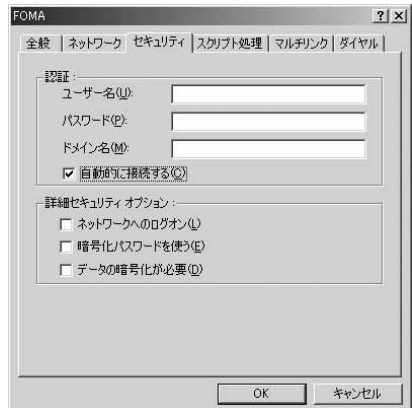 FOMA
全般 ネットワーク セキュリティ スクリプト処理 マルチリンク ダイヤル
認証:
ユーザー名(U):
パスワード(P):
ドメイン名(M):
自動的に接続する(C)
詳細セキュリティ オプション:
ネットワークへのログオン(L)
暗号化パスワードを使う(E)
データの暗号化が必要(D)
OK キャンセル